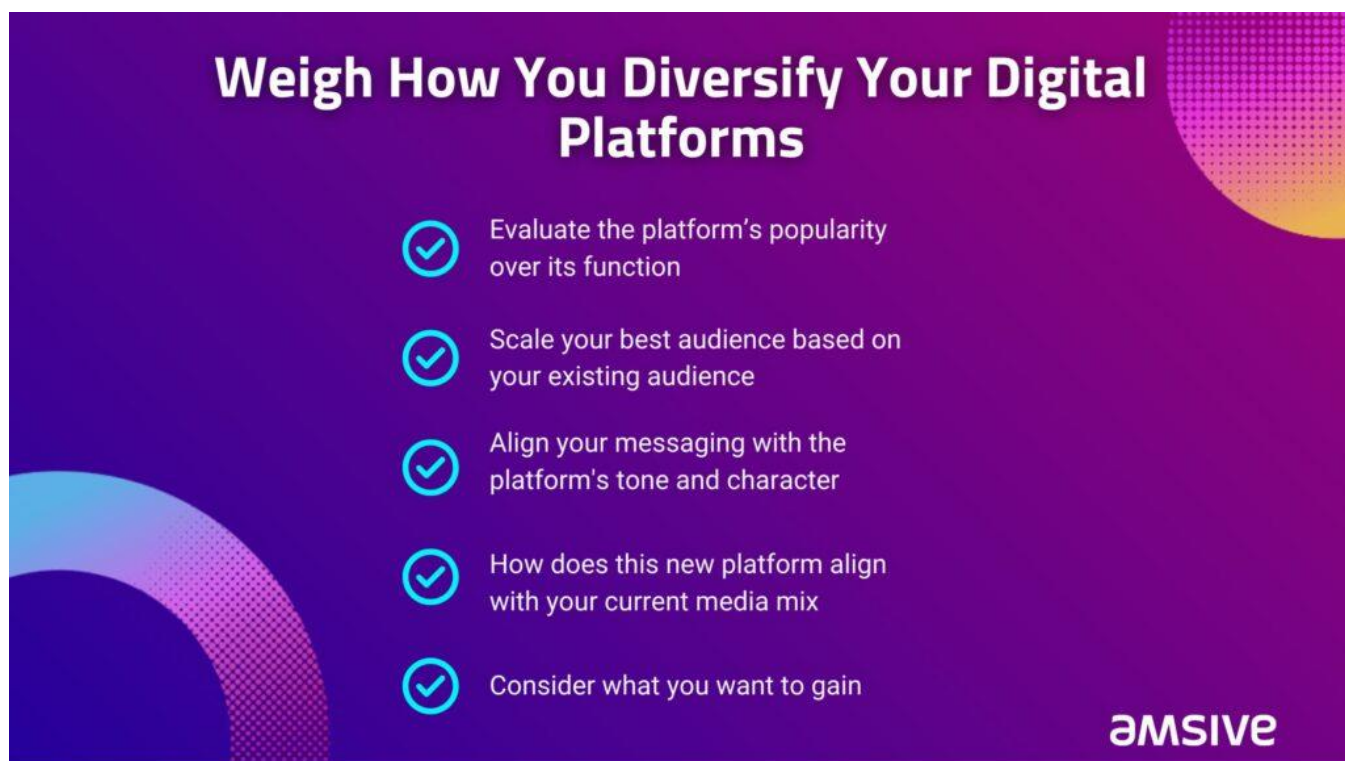 Weigh How You Diversify Your Digital
Platforms
Evaluate the platform’s popularity
over its function
Scale your best audience based on
your existing audience
Align your messaging with the
platform's tone and character
How does this new platform align
with your current media mix
Consider what you want to gain
amsive